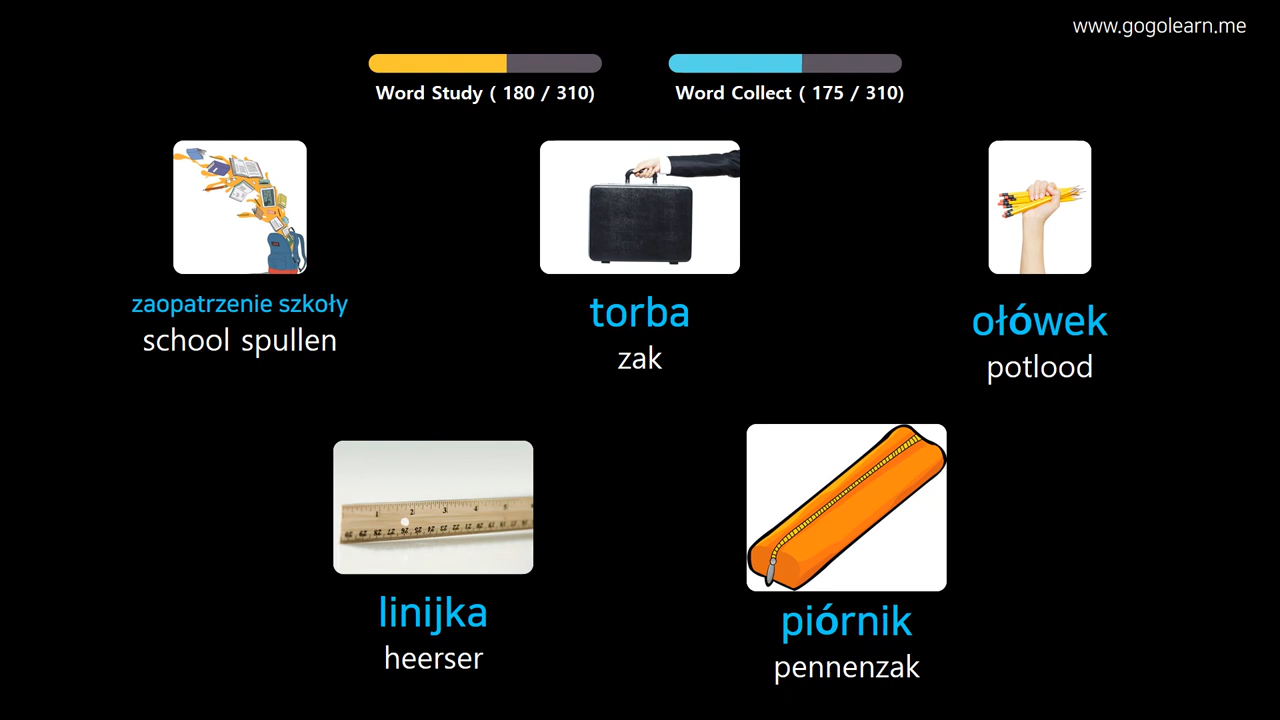 www.gogolearn.me
Word Study ( 180 / 310)
Word Collect ( 175 / 310)
zaopatrzenie szkoły
school spullen
torba
zak
ołówek
potlood
linijka
heerser
piórnik
pennenzak